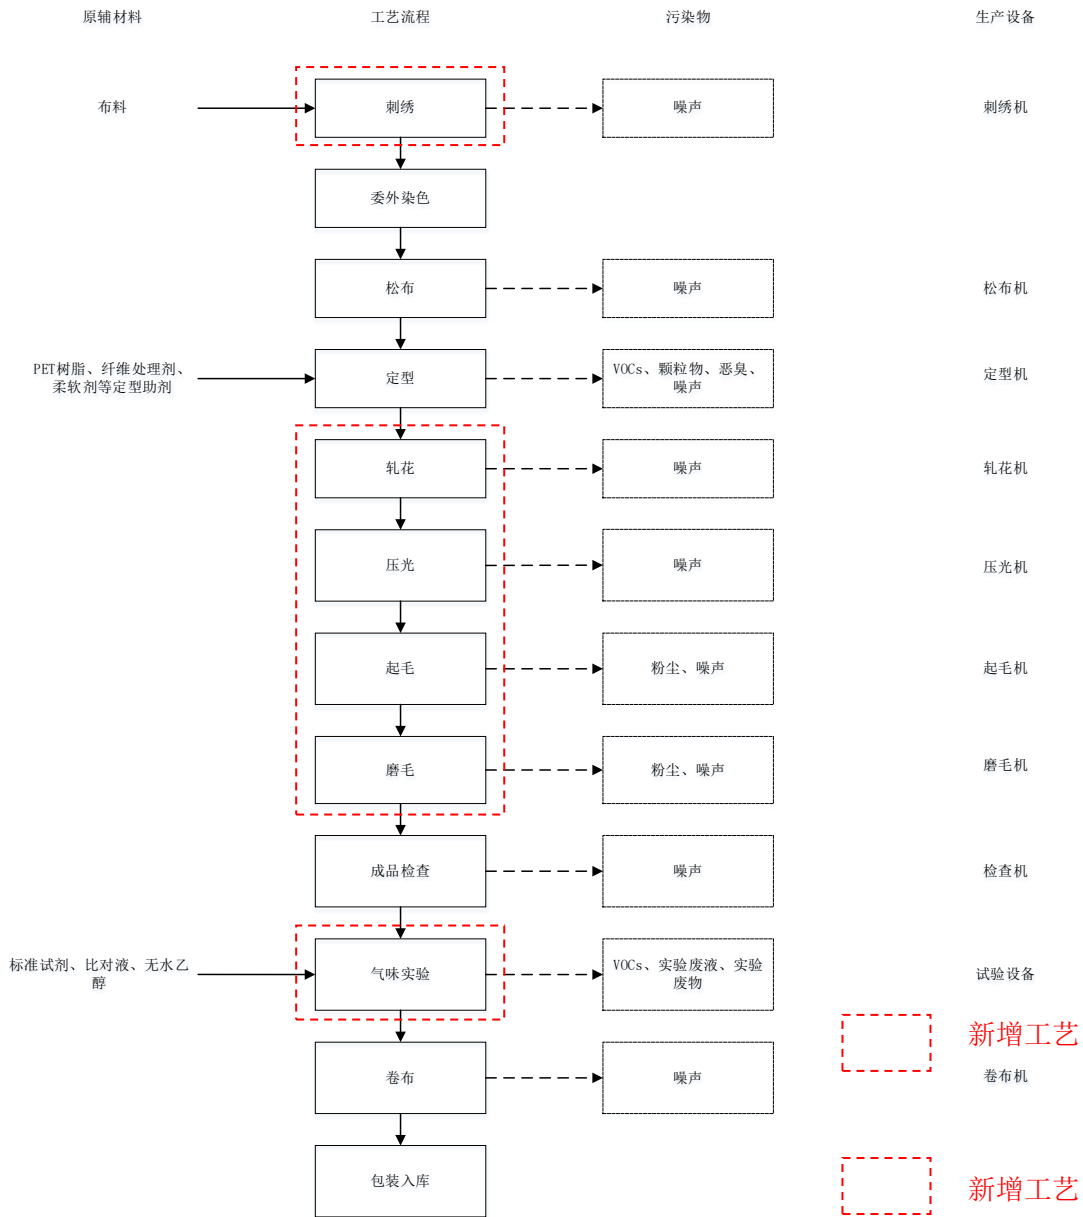 原辅材料
工艺流程
污染物
生产设备
布料
刺绣
噪声
刺绣机
委外染色
松布
噪声
松布机
PET树脂、纤维处理剂、
柔软剂等定型助剂
定型
VOCs、颗粒物、恶臭、
噪声
定型机
轧花
噪声
轧花机
压光
噪声
压光机
起毛
粉尘、噪声
起毛机
磨毛
粉尘、噪声
磨毛机
成品检查
噪声
检查机
标准试剂、比对液、无水乙
醇
气味实验
VOCs、实验废液、实验
废物
试验设备
新增工艺
卷布
噪声
卷布机
包装入库
新增工艺